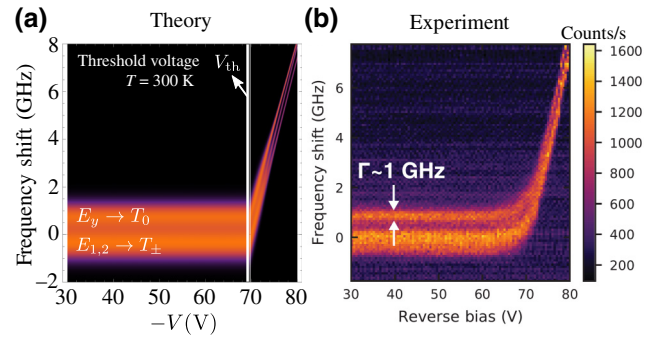 (a)
Theory
Frequency shift (GHz)
8
6
4
2
0
−2
Threshold voltage
T = 300 K
V_th
E_y → T_0
E_{1,2} → T_±
30 40 50 60 70 80
−V(V)
(b)
Experiment
Frequency shift (GHz)
6
4
2
0
Γ~1 GHz
30 40 50 60 70 80
Reverse bias (V)
Counts/s
1600
1400
1200
1000
800
600
400
200